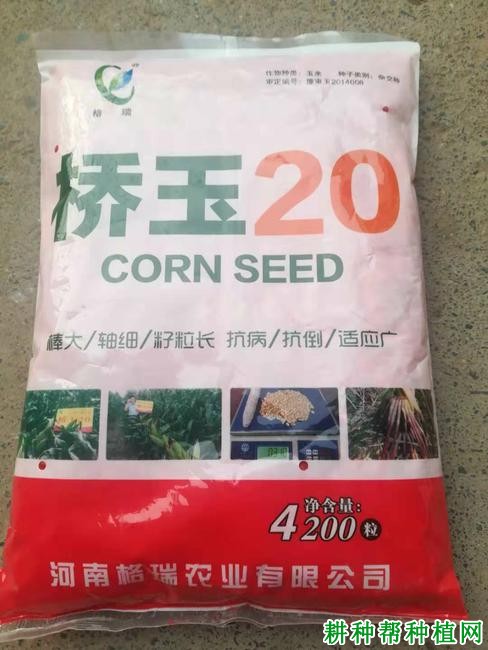 作物种类：玉米 种子类别：杂交种
审定编号：豫审玉2014008
格 瑞
桥玉20
CORN SEED
棒大/轴细/籽粒长 抗病/抗倒/适应广
净含量：
4200粒
河南格瑞农业有限公司
耕种帮种植网